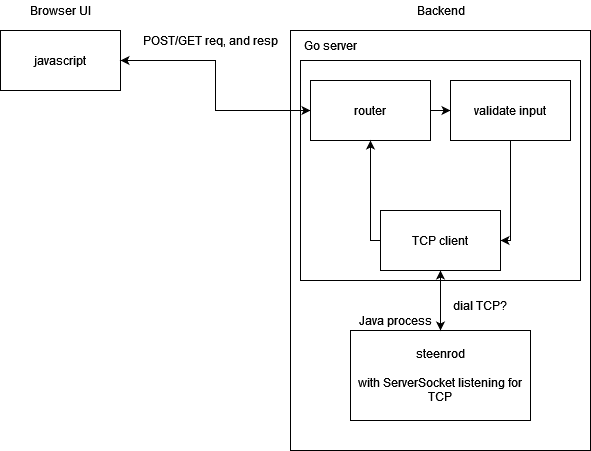 Browser UI
Backend
javascript
POST/GET req, and resp
Go server
router
validate input
TCP client
dial TCP?
Java process
steenrod
with ServerSocket listening for
TCP